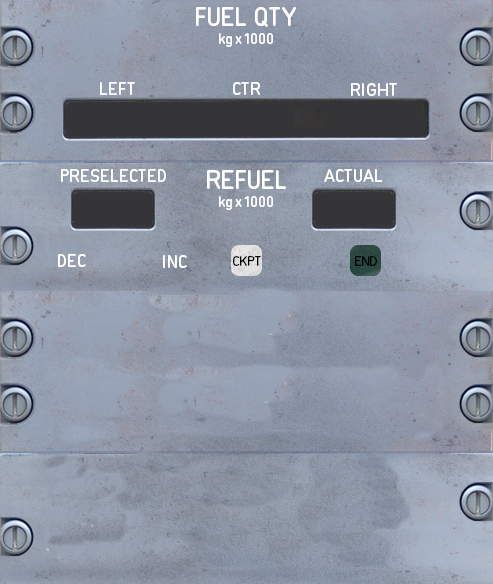 FUEL QTY
kg x 1000
LEFT CTR RIGHT
PRESELECTED REFUEL ACTUAL
kg x 1000
DEC INC CKPT END